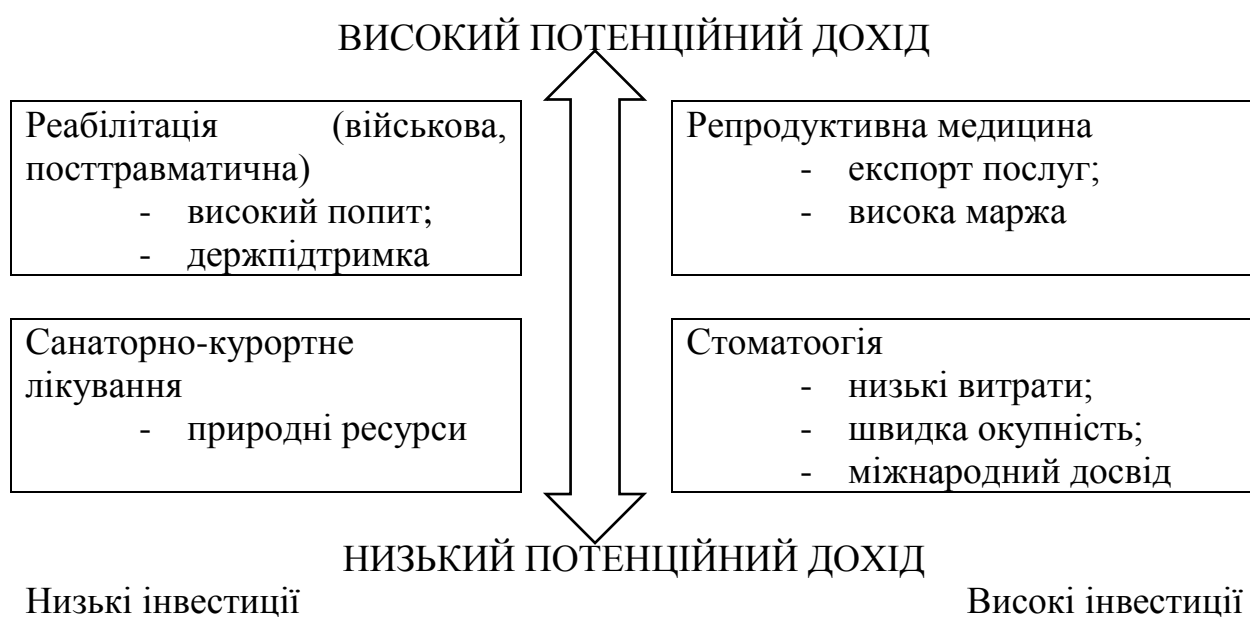 ВИСОКИЙ ПОТЕНЦІЙНИЙ ДОХІД
Реабілітація (військова,
посттравматична)
- високий попит;
- держпідтримка
Репродуктивна медицина
- експорт послуг;
- висока маржа
Санаторно-курортне
лікування
- природні ресурси
Стоматоогія
- низькі витрати;
- швидка окупність;
- міжнародний досвід
НИЗЬКИЙ ПОТЕНЦІЙНИЙ ДОХІД
Низькі інвестиції
Високі інвестиції